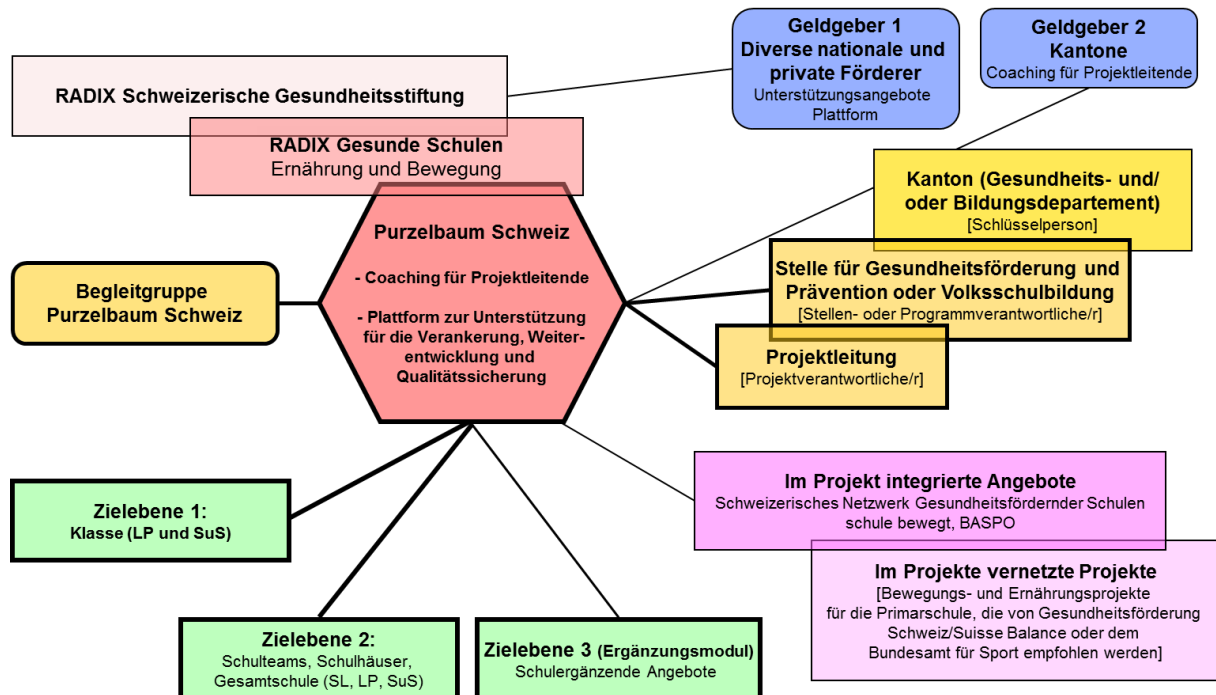 Geldgeber 1
Diverse nationale und
private Förderer
Unterstützungsangebote
Plattform
Geldgeber 2
Kantone
Coaching für Projektleitende
RADIX Schweizerische Gesundheitsstiftung
RADIX Gesunde Schulen
Ernährung und Bewegung
Kanton (Gesundheits- und/
oder Bildungsdepartement)
[Schlüsselperson]
Purzelbaum Schweiz
- Coaching für Projektleitende
- Plattform zur Unterstützung
für die Verankerung, Weiter-
entwicklung und
Qualitätssicherung
Begleitgruppe
Purzelbaum Schweiz
Stelle für Gesundheitsförderung und
Prävention oder Volksschulbildung
[Stellen- oder Programmverantwortliche/r]
Projektleitung
[Projektverantwortliche/r]
Im Projekt integrierte Angebote
Schweizerisches Netzwerk Gesundheitsfördernder Schulen
schule bewegt, BASPO
Zielebene 1:
Klasse (LP und SuS)
Im Projekte vernetzte Projekte
[Bewegungs- und Ernährungsprojekte
für die Primarschule, die von Gesundheitsförderung
Schweiz/Suisse Balance oder dem
Bundesamt für Sport empfohlen werden]
Zielebene 2:
Schulteams, Schulhäuser,
Gesamtschule (SL, LP, SuS)
Zielebene 3 (Ergänzungsmodul)
Schulergänzende Angebote